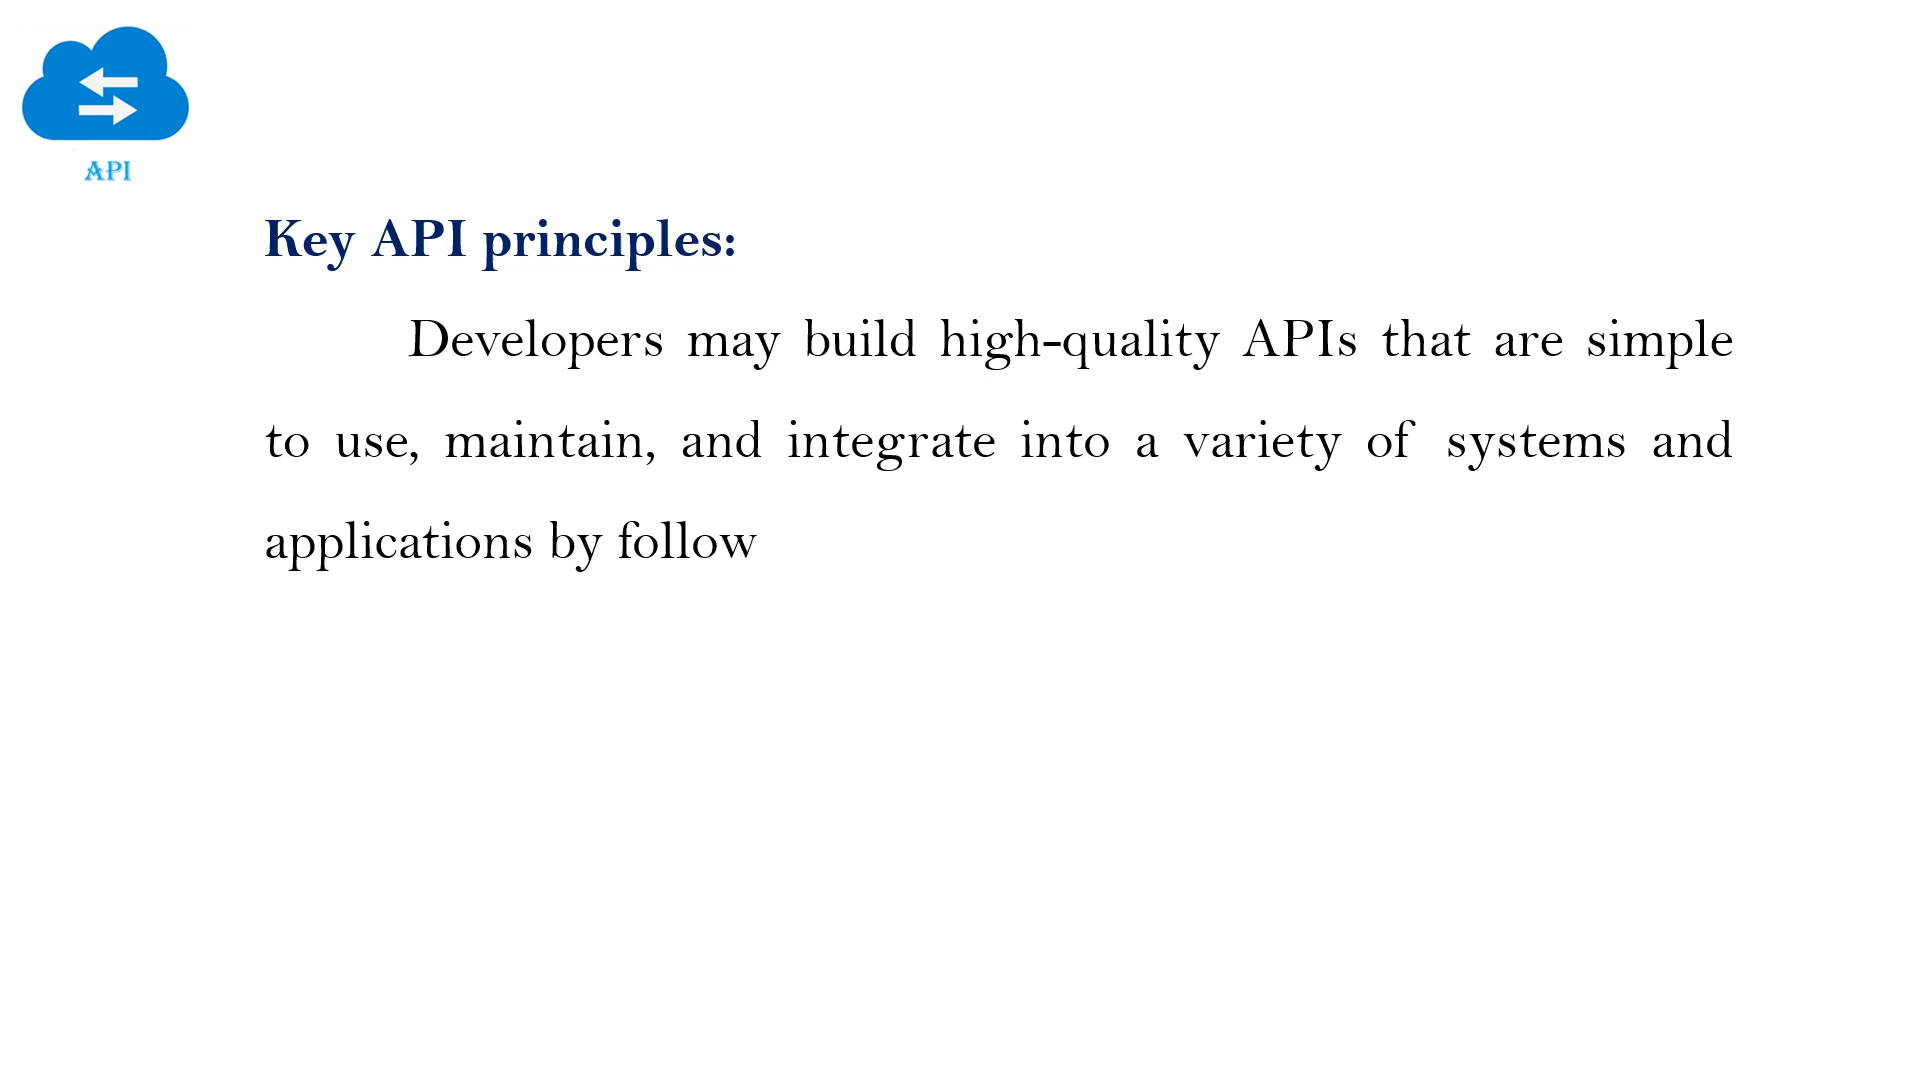 API
Key API principles:
Developers may build high-quality APIs that are simple
to use, maintain, and integrate into a variety of systems and
applications by follow